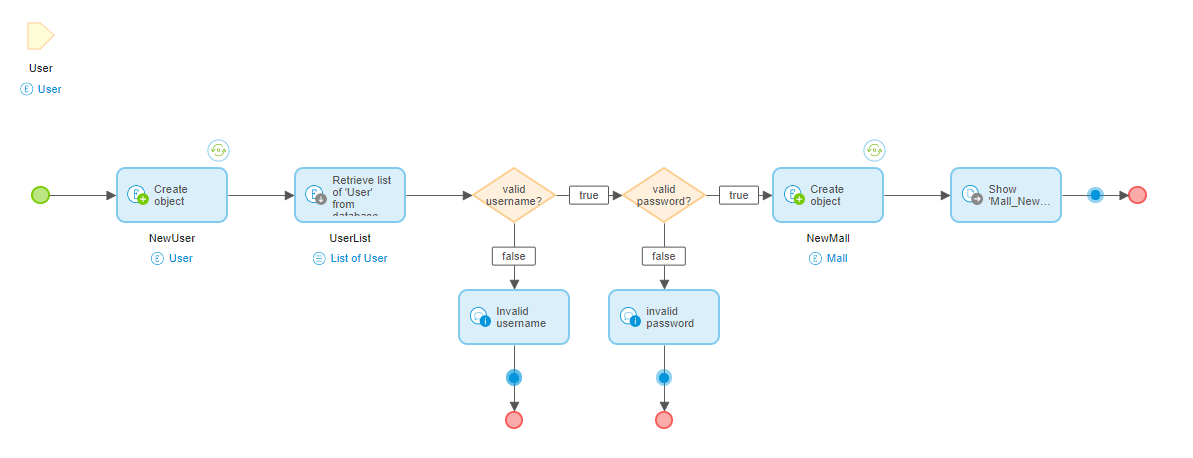 User
User
Create
object
NewUser
User
Retrieve list
of 'User'
from
database
UserList
List of User
valid
username?
true
false
Invalid
username
valid
password?
true
false
invalid
password
Create
object
NewMall
Mall
Show
'Mall_New…